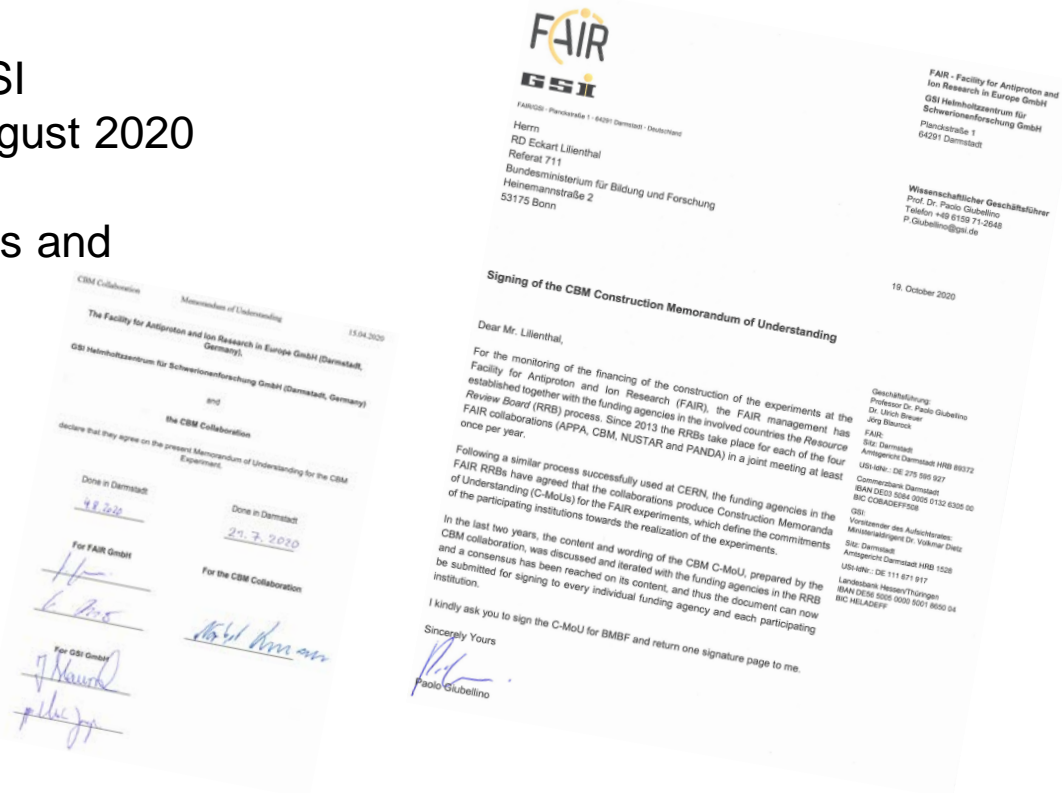 SI
gust 2020
s and
CBM Collaboration Memorandum of Understanding 15.04.2020
The Facility for Antiproton and Ion Research in Europe GmbH (Darmstadt,
Germany),
GSI Helmholtzzentrum für Schwerionenforschung GmbH (Darmstadt, Germany)
and
the CBM Collaboration
declare that they agree on the present Memorandum of Understanding for the CBM
Experiment.
Done in Darmstadt
4.8.2020
Done in Darmstadt
29.7.2020
For FAIR GmbH
For the CBM Collaboration
For GSI GmbH
FAIR
GSI
FAIR/GSI · Planckstraße 1 · 64291 Darmstadt · Deutschland
Herrn
RD Eckart Lilienthal
Referat 711
Bundesministerium für Bildung und Forschung
Heinemannstraße 2
53175 Bonn
FAIR - Facility for Antiproton and
Ion Research in Europe GmbH
GSI Helmholtzzentrum für
Schwerionenforschung GmbH
Planckstraße 1
64291 Darmstadt
Wissenschaftlicher Geschäftsführer
Prof. Dr. Paolo Giubellino
Telefon +49 6159 71-2648
P.Giubellino@gsi.de
19. October 2020
Signing of the CBM Construction Memorandum of Understanding
Dear Mr. Lilienthal,
For the monitoring of the financing of the construction of the experiments at the
Facility for Antiproton and Ion Research (FAIR), the FAIR management has
established together with the funding agencies in the involved countries the Resource
Review Board (RRB) process. Since 2013 the RRBs take place for each of the four
FAIR collaborations (APPA, CBM, NUSTAR and PANDA) in a joint meeting at least
once per year.
Following a similar process successfully used at CERN, the funding agencies in the
FAIR RRBs have agreed that the collaborations produce Construction Memoranda
of Understanding (C-MoUs) for the FAIR experiments, which define the commitments
of the participating institutions towards the realization of the experiments.
In the last two years, the content and wording of the CBM C-MoU, prepared by the
CBM collaboration, was discussed and iterated with the funding agencies in the RRB
and a consensus has been reached on its content, and thus the document can now
be submitted for signing to every individual funding agency and each participating
institution.
I kindly ask you to sign the C-MoU for BMBF and return one signature page to me.
Sincerely Yours
Paolo Giubellino
Geschäftsführung:
Professor Dr. Paolo Giubellino
Dr. Ulrich Breuer
Jörg Blaurock
FAIR:
Sitz: Darmstadt
Amtsgericht Darmstadt HRB 89372
USt-IdNr.: DE 275 595 927
Commerzbank Darmstadt
IBAN DE03 5084 0005 0132 6305 00
BIC COBADEFF508
GSI:
Vorsitzender des Aufsichtsrates:
Ministerialdirigent Dr. Volkmar Dietz
Sitz: Darmstadt
Amtsgericht Darmstadt HRB 1528
USt-IdNr.: DE 111 671 917
Landesbank Hessen/Thüringen
IBAN DE56 5005 0000 5001 8650 04
BIC HELADEFF